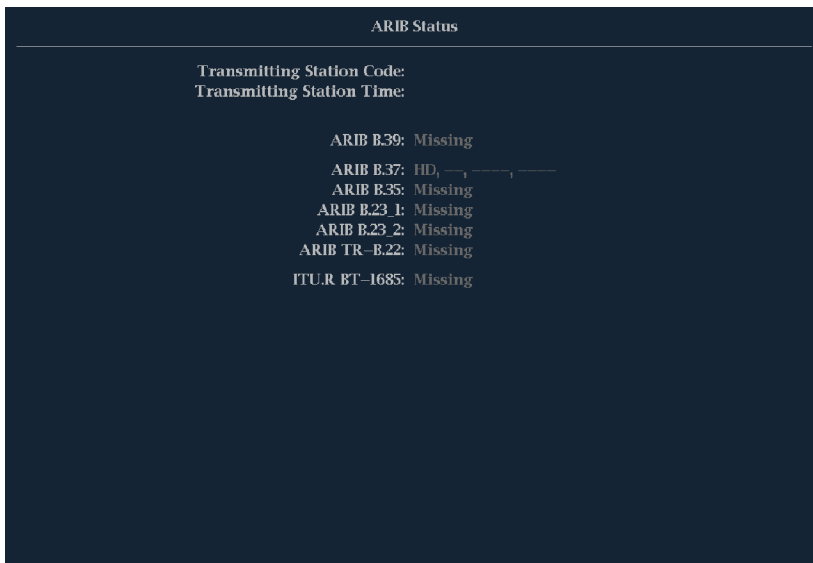 ARIB Status
Transmitting Station Code:
Transmitting Station Time:
ARIB B.39: Missing
ARIB B.37: HD, ——, ————, ————
ARIB B.35: Missing
ARIB B.23_1: Missing
ARIB B.23_2: Missing
ARIB TR—B.22: Missing
ITU.R BT—1685: Missing